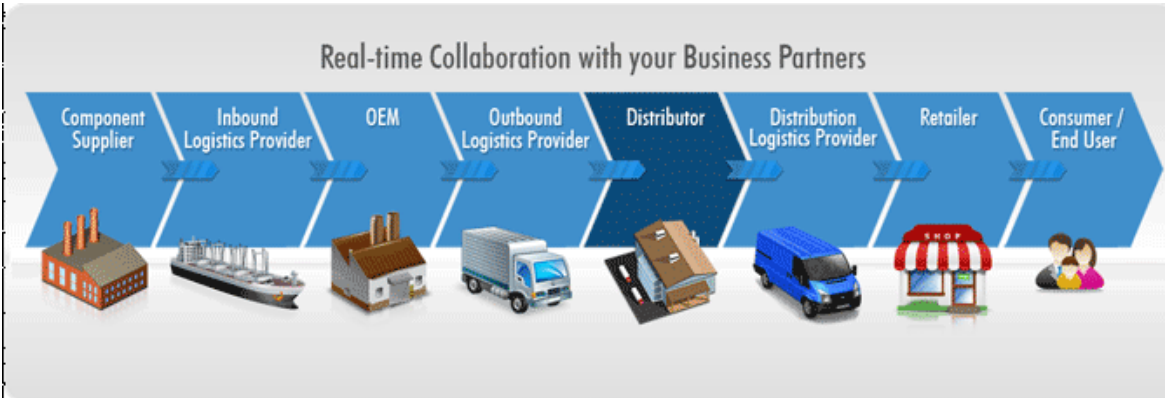 Real-time Collaboration with your Business Partners
Component
Supplier
Inbound
Logistics Provider
OEM
Outbound
Logistics Provider
Distributor
Distribution
Logistics Provider
Retailer
Consumer /
End User
SHOP